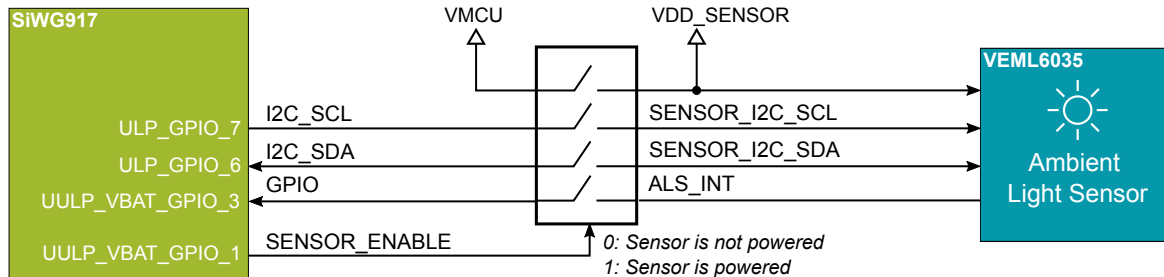 SiWG917
VMCU
VDD_SENSOR
VEML6035
ULP_GPIO_7
I2C_SCL
SENSOR_I2C_SCL
ULP_GPIO_6
I2C_SDA
SENSOR_I2C_SDA
Ambient
Light Sensor
UULP_VBAT_GPIO_3
GPIO
ALS_INT
UULP_VBAT_GPIO_1
SENSOR_ENABLE
0: Sensor is not powered
1: Sensor is powered